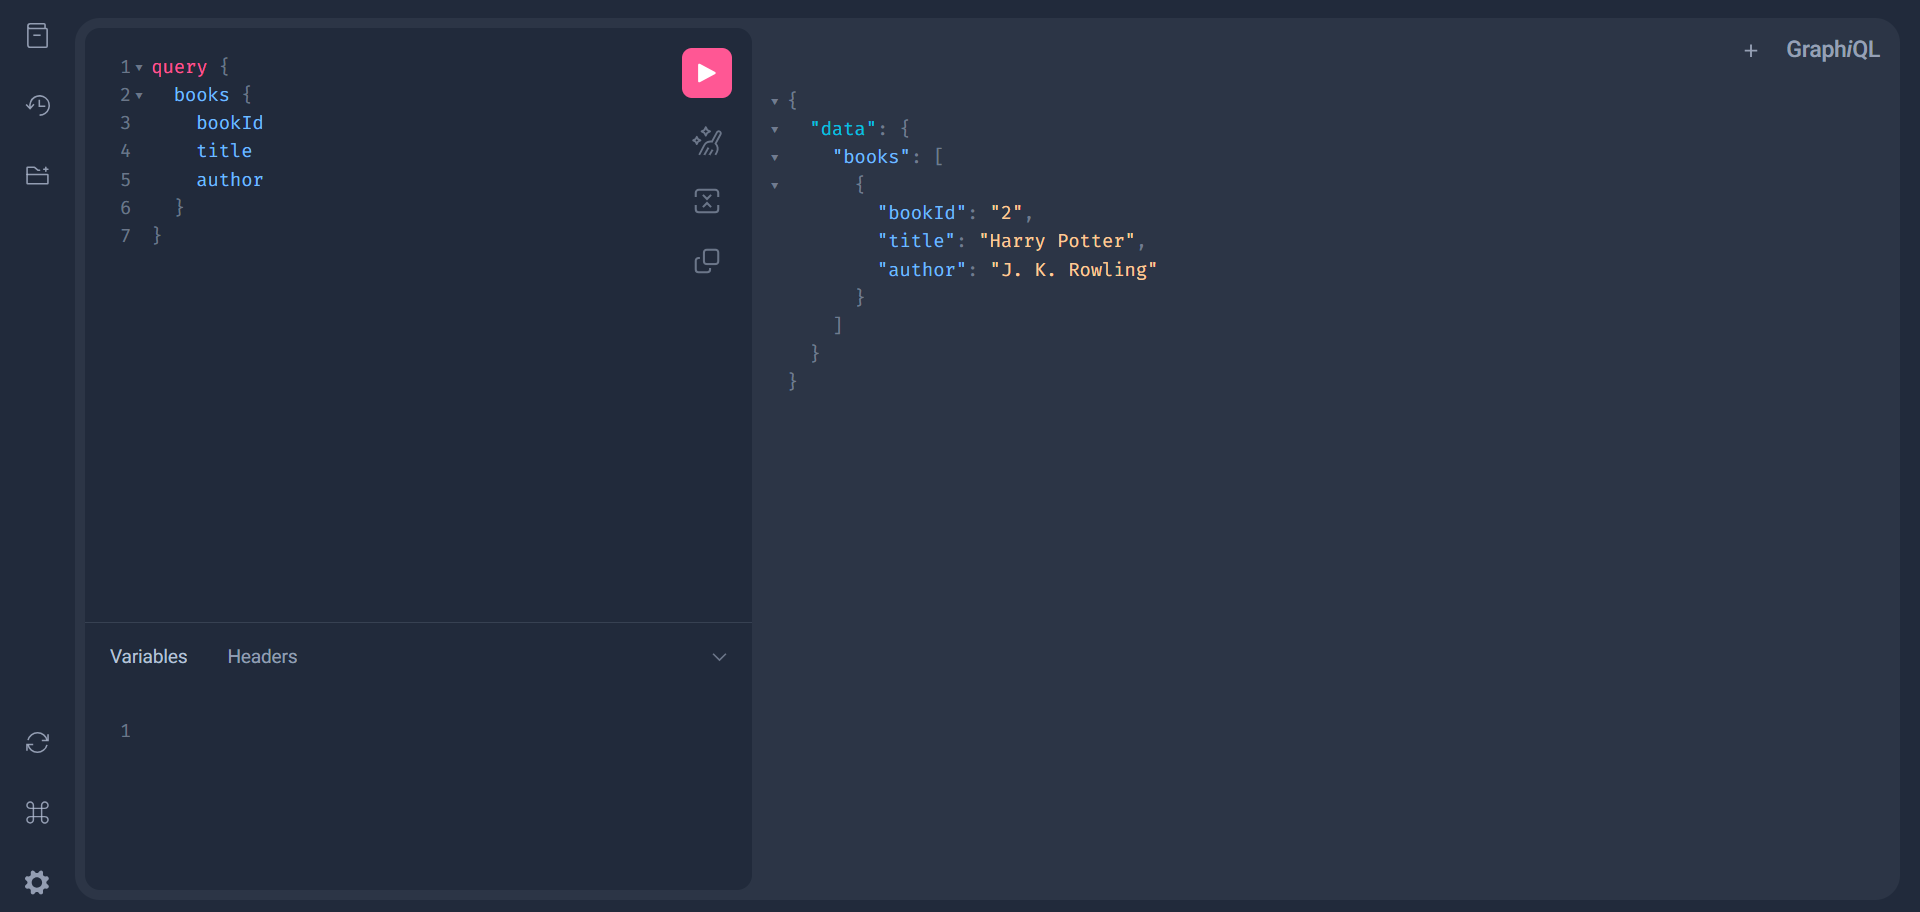 1 query {
2   books {
3     bookId
4     title
5     author
6   }
7 }
Variables Headers
1
+ GraphiQL
{
  "data": {
    "books": [
      {
        "bookId": "2",
        "title": "Harry Potter",
        "author": "J. K. Rowling"
      }
    ]
  }
}